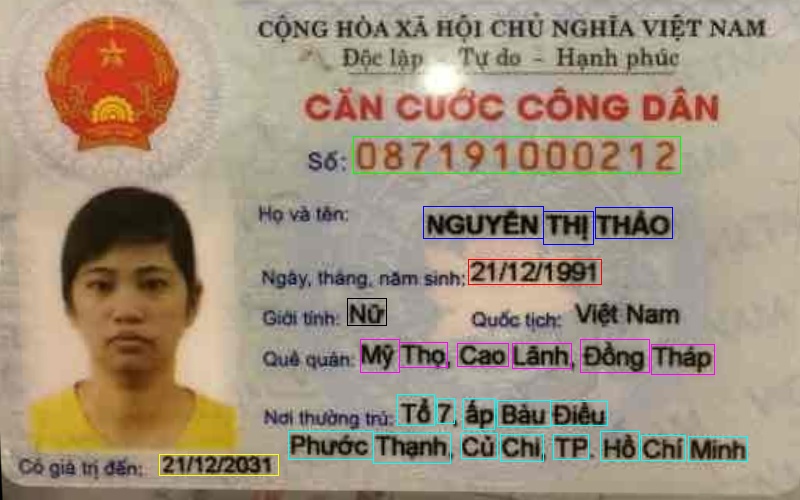 CỘNG HÒA XÃ HỘI CHỦ NGHĨA VIỆT NAM
Độc lập - Tự do - Hạnh phúc
CĂN CƯỚC CÔNG DÂN
Số: 087191000212
Họ và tên: NGUYỄN THỊ THẢO
Ngày, tháng, năm sinh: 21/12/1991
Giới tính: Nữ Quốc tịch: Việt Nam
Quê quán: Mỹ Thọ, Cao Lãnh, Đồng Tháp
Nơi thường trú: Tổ 7, ấp Bàu Điều
Phước Thạnh, Củ Chi, TP. Hồ Chí Minh
Có giá trị đến: 21/12/2031